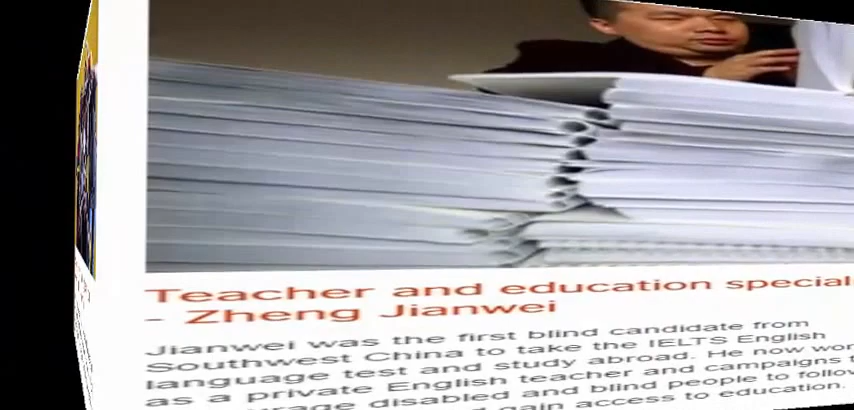 Teacher and education special
- Zheng Jianwei
Jianwei was the first blind candidate from
Southwest China to take the IELTS English
language test and study abroad. He now wor
as a private English teacher and campaigns t
urage disabled and blind people to follow
gain access to education.